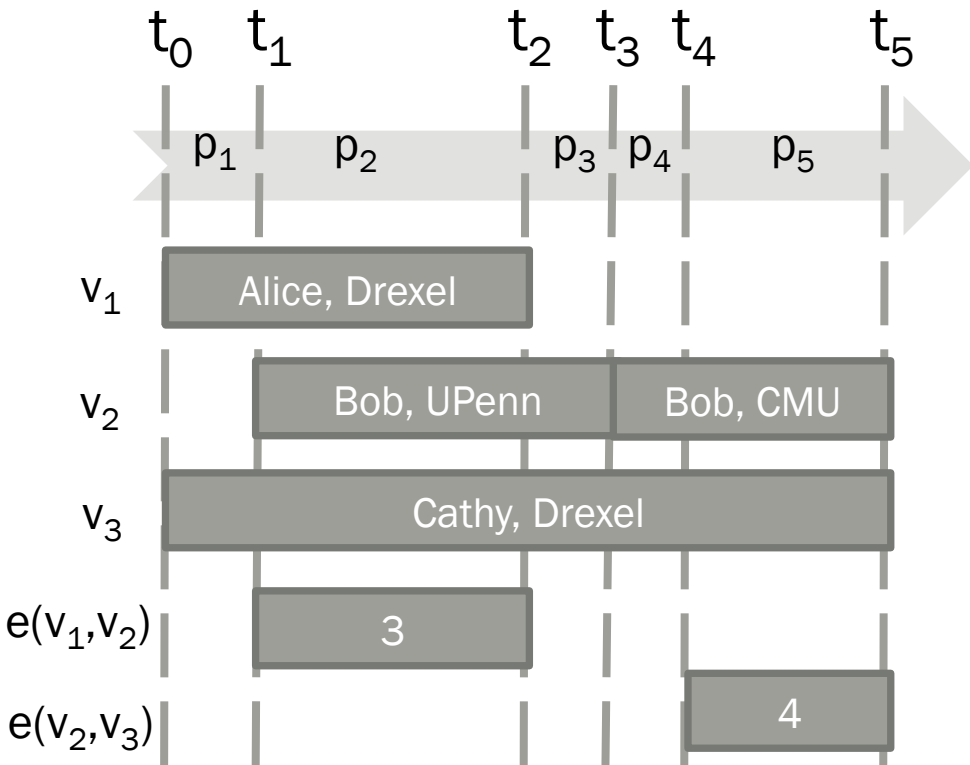 t₀ t₁ t₂ t₃ t₄ t₅
p₁ p₂ p₃ p₄ p₅
v₁ Alice, Drexel
v₂ Bob, UPenn Bob, CMU
v₃ Cathy, Drexel
e(v₁,v₂) 3
e(v₂,v₃) 4